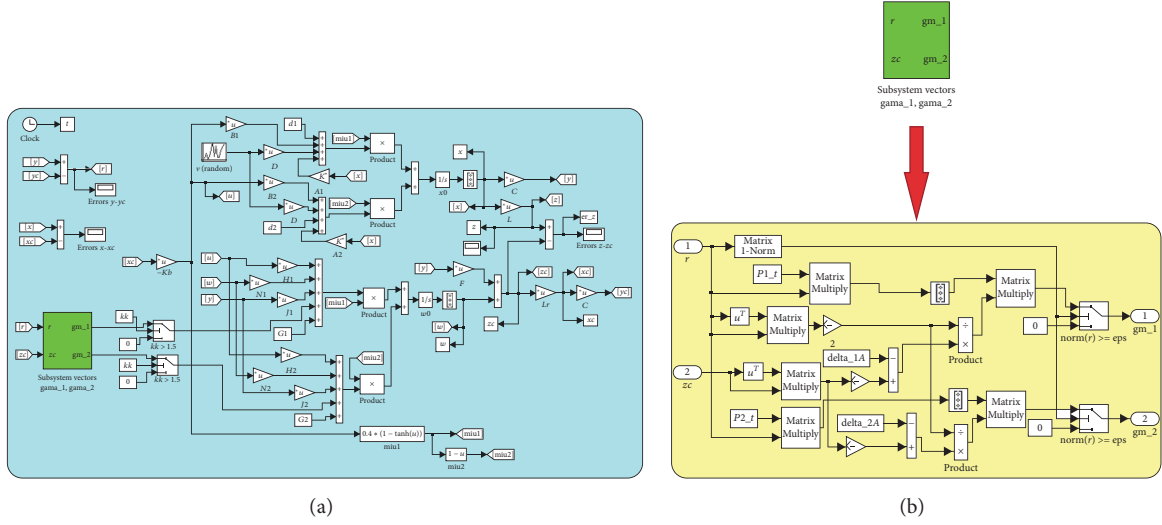 Clock
t
[y]
[yc]
+
−
[r]
Errors y-yc
[x]
[xc]
+
−
Errors x-xc
[xc]
u
−Kb
[r]
zc
r
gm_1
zc
gm_2
Subsystem vectors
gama_1, gama_2
kk
0
kk > 1.5
kk
0
kk > 1.5
u
B1
d1
v (random)
u
D
u
B2
[u]
u
D
d2
K*
[x]
A1
miu1
×
Product
miu2
×
Product
K*
[x]
A2
1/s
x0
x
u
C
[y]
[x]
u
L
[z]
z
er_z
Errors z-zc
[u]
[w]
[y]
u
H1
u
N1
u
J1
G1
[miu1]
×
Product
1/s
w0
[y]
u
F
[w]
w
[zc]
zc
u
Lr
[xc]
xc
u
C
[yc]
u
H2
u
N2
u
J2
G2
[miu2]
×
Product
0.4 * (1 − tanh(u))
miu1
[miu1]
1 − u
miu2
[miu2]
(a)
r
gm_1
zc
gm_2
Subsystem vectors
gama_1, gama_2
1
r
Matrix
1-Norm
P1_t
Matrix
Multiply
Matrix
Multiply
uT
Matrix
Multiply
2
÷
×
Product
0
norm(r) >= eps
1
gm_1
2
zc
uT
Matrix
Multiply
delta_1A
−
+
P2_t
Matrix
Multiply
delta_2A
−
+
Matrix
Multiply
÷
×
Product
0
norm(r) >= eps
2
gm_2
(b)